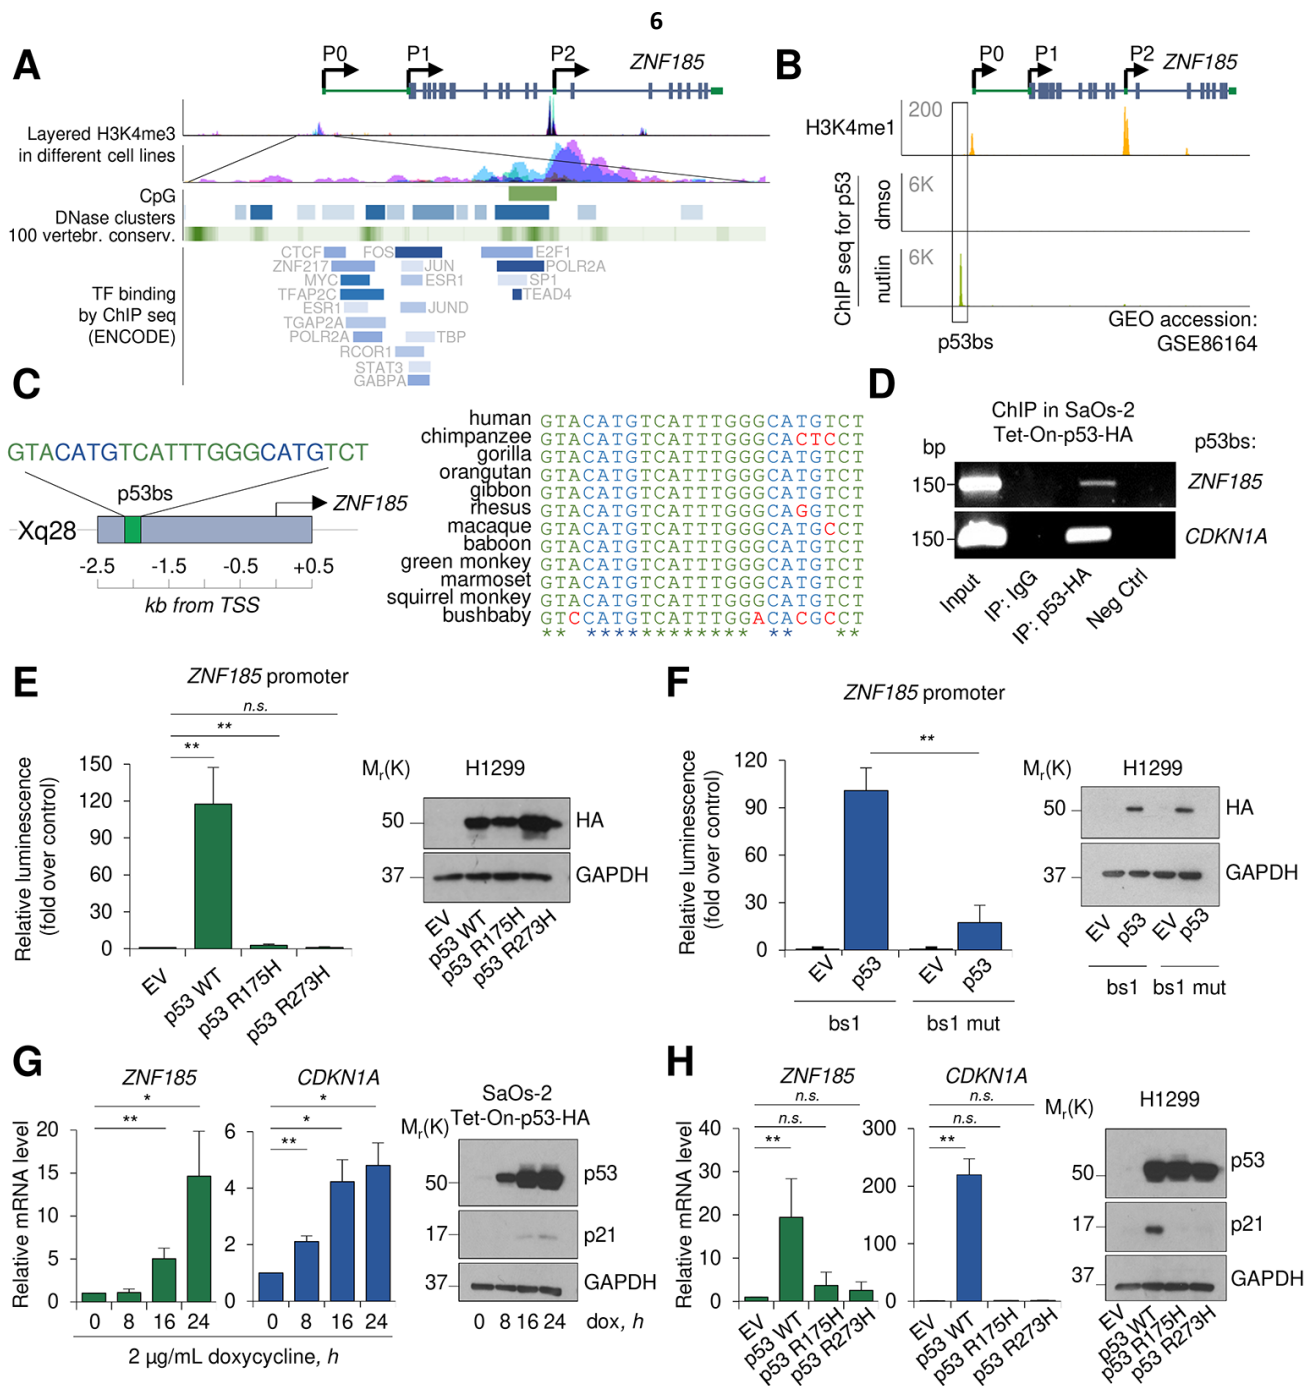 6
A
P0
P1
P2
ZNF185
Layered H3K4me3
in different cell lines
CpG
DNase clusters
100 vertebr. conserv.
TF binding
by ChIP seq
(ENCODE)
CTCF
FOS
E2F1
ZNF217
JUN
POLR2A
MYC
ESR1
SP1
TFAP2C
TEAD4
ESR1
JUND
TGAP2A
POLR2A
TBP
RCOR1
STAT3
GABPA
B
P0
P1
P2
ZNF185
H3K4me1
200
ChIP seq for p53
dmso
6K
nutlin
6K
p53bs
GEO accession:
GSE86164
C
GTACATGTCATTTGGGCATGTCT
p53bs
ZNF185
Xq28
-2.5 -1.5 -0.5 +0.5
kb from TSS
human GTACATGTCATTTGGGCATGTCT
chimpanzee GTACATGTCATTTGGGCACTCCT
gorilla GTACATGTCATTTGGGCATGTCT
orangutan GTACATGTCATTTGGGCATGTCT
gibbon GTACATGTCATTTGGGCATGTCT
rhesus GTACATGTCATTTGGGCAGGTCT
macaque GTACATGTCATTTGGGCATGCCT
baboon GTACATGTCATTTGGGCATGTCT
green monkey GTACATGTCATTTGGGCATGTCT
marmoset GTACATGTCATTTGGGCATGTCT
squirrel monkey GTACATGTCATTTGGGCATGTCT
bushbaby GTCCATGTCATTTGGACACGCCT
** ************ ** **
D
ChIP in SaOs-2
Tet-On-p53-HA
bp
p53bs:
150
ZNF185
150
CDKN1A
Input
IP: IgG
IP: p53-HA
Neg Ctrl
E
ZNF185 promoter
n.s.
**
**
Relative luminescence
(fold over control)
150
120
90
60
30
0
EV
p53 WT
p53 R175H
p53 R273H
Mr(K)
H1299
50
HA
37
GAPDH
EV
p53 WT
p53 R175H
p53 R273H
F
ZNF185 promoter
**
Relative luminescence
(fold over control)
120
90
60
30
0
EV
p53
EV
p53
bs1
bs1 mut
Mr(K)
H1299
50
HA
37
GAPDH
EV
p53
EV
p53
bs1
bs1 mut
G
ZNF185
*
**
Relative mRNA level
20
15
10
5
0
0 8 16 24
CDKN1A
*
*
**
6
4
2
0
0 8 16 24
2 µg/mL doxycycline, h
SaOs-2
Tet-On-p53-HA
Mr(K)
50
p53
17
p21
37
GAPDH
0 8 16 24 dox, h
H
ZNF185
n.s.
n.s.
**
Relative mRNA level
40
30
20
10
0
EV
p53 WT
p53 R175H
p53 R273H
CDKN1A
n.s.
n.s.
**
300
200
100
0
EV
p53 WT
p53 R175H
p53 R273H
Mr(K)
H1299
50
p53
17
p21
37
GAPDH
EV
p53 WT
p53 R175H
p53 R273H